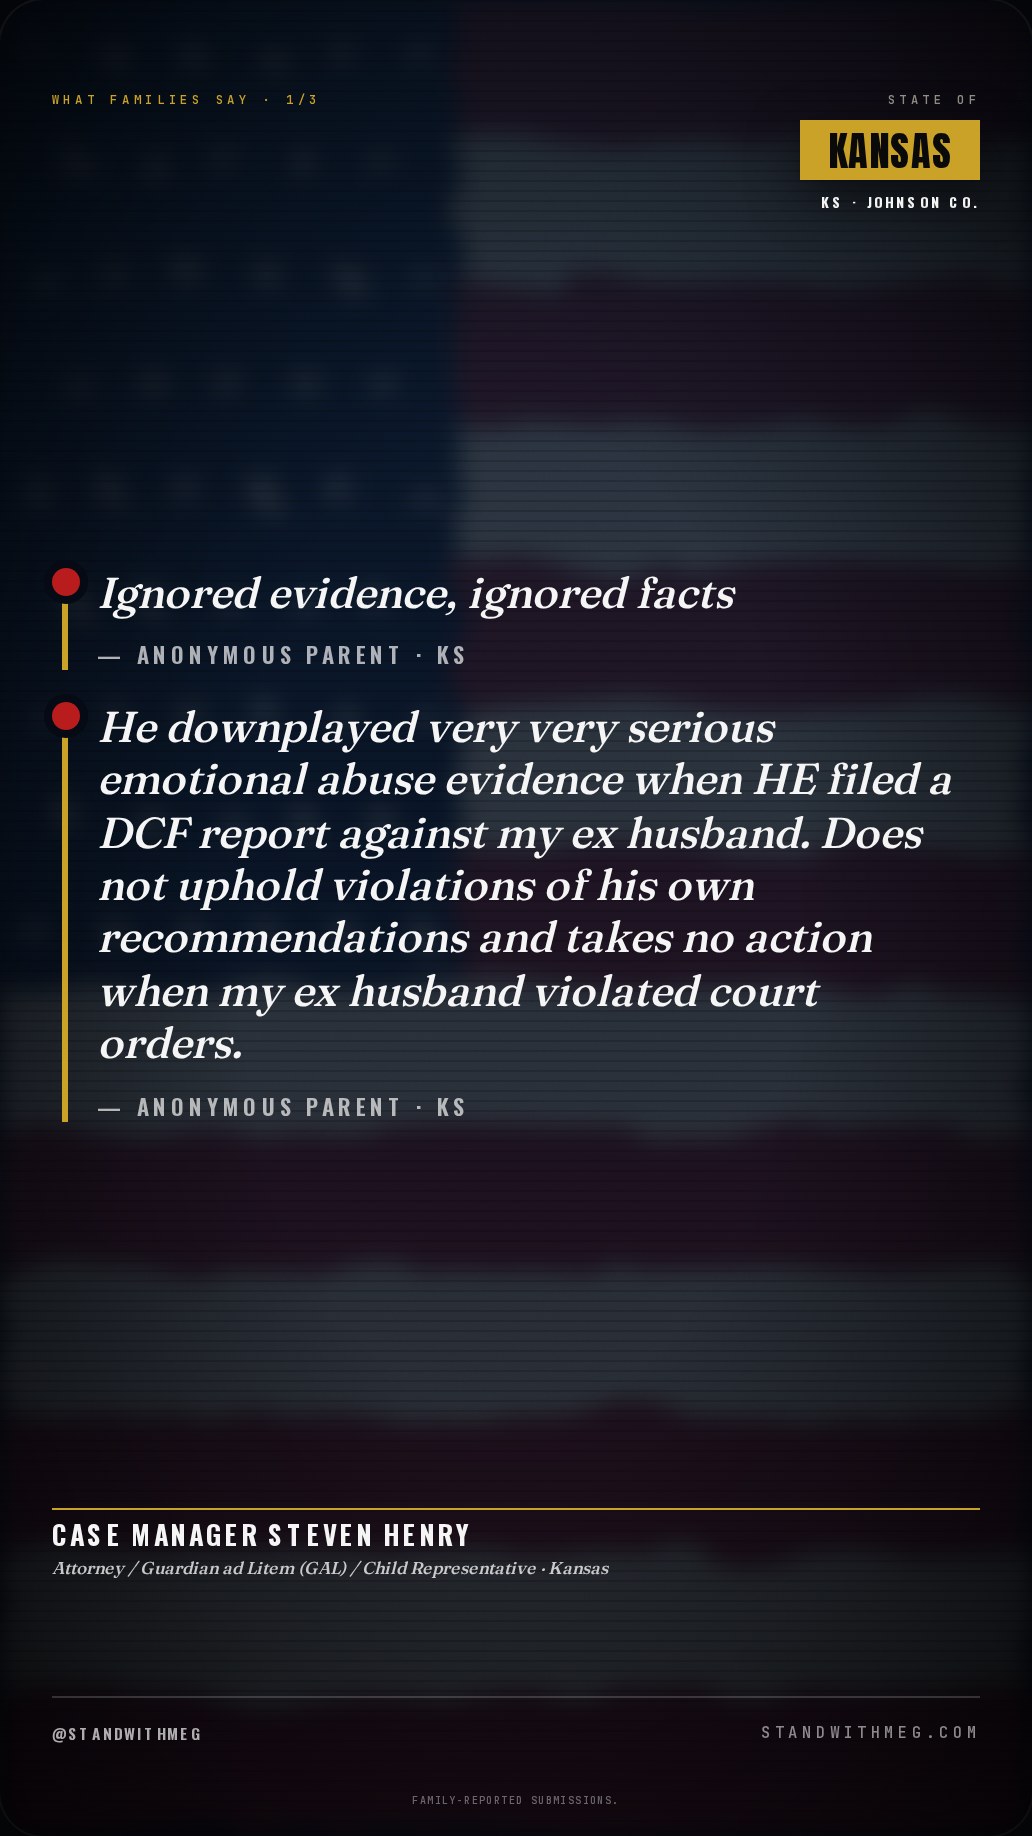 WHAT FAMILIES SAY · 1/3
STATE OF
KANSAS
KS · JOHNSON CO.
Ignored evidence, ignored facts
— ANONYMOUS PARENT · KS
He downplayed very very serious
emotional abuse evidence when HE filed a
DCF report against my ex husband. Does
not uphold violations of his own
recommendations and takes no action
when my ex husband violated court
orders.
— ANONYMOUS PARENT · KS
CASE MANAGER STEVEN HENRY
Attorney / Guardian ad Litem (GAL) / Child Representative · Kansas
@STANDWITHMEG
STANDWITHMEG.COM
FAMILY-REPORTED SUBMISSIONS.